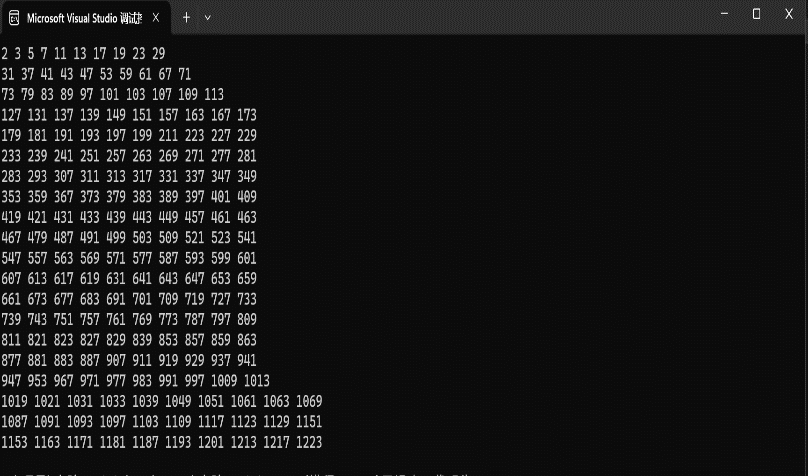 Microsoft Visual Studio 调试
2 3 5 7 11 13 17 19 23 29
31 37 41 43 47 53 59 61 67 71
73 79 83 89 97 101 103 107 109 113
127 131 137 139 149 151 157 163 167 173
179 181 191 193 197 199 211 223 227 229
233 239 241 251 257 263 269 271 277 281
283 293 307 311 313 317 331 337 347 349
353 359 367 373 379 383 389 397 401 409
419 421 431 433 439 443 449 457 461 463
467 479 487 491 499 503 509 521 523 541
547 557 563 569 571 577 587 593 599 601
607 613 617 619 631 641 643 647 653 659
661 673 677 683 691 701 709 719 727 733
739 743 751 757 761 769 773 787 797 809
811 821 823 827 829 839 853 857 859 863
877 881 883 887 907 911 919 929 937 941
947 953 967 971 977 983 991 997 1009 1013
1019 1021 1031 1033 1039 1049 1051 1061 1063 1069
1087 1091 1093 1097 1103 1109 1117 1123 1129 1151
1153 1163 1171 1181 1187 1193 1201 1213 1217 1223